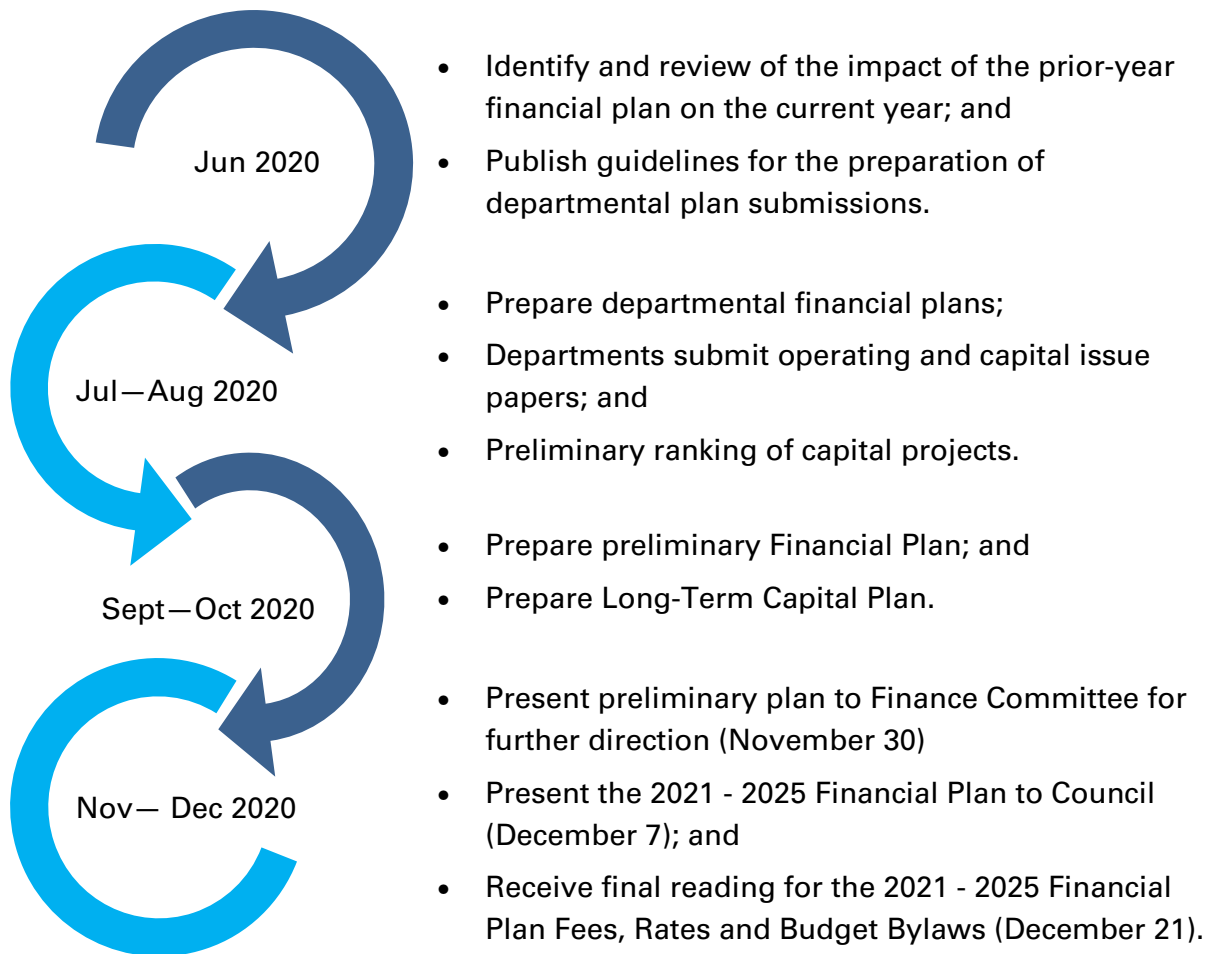 Jun 2020
• Identify and review of the impact of the prior-year
financial plan on the current year; and
• Publish guidelines for the preparation of
departmental plan submissions.
Jul—Aug 2020
• Prepare departmental financial plans;
• Departments submit operating and capital issue
papers; and
• Preliminary ranking of capital projects.
Sept—Oct 2020
• Prepare preliminary Financial Plan; and
• Prepare Long-Term Capital Plan.
Nov— Dec 2020
• Present preliminary plan to Finance Committee for
further direction (November 30)
• Present the 2021 - 2025 Financial Plan to Council
(December 7); and
• Receive final reading for the 2021 - 2025 Financial
Plan Fees, Rates and Budget Bylaws (December 21).